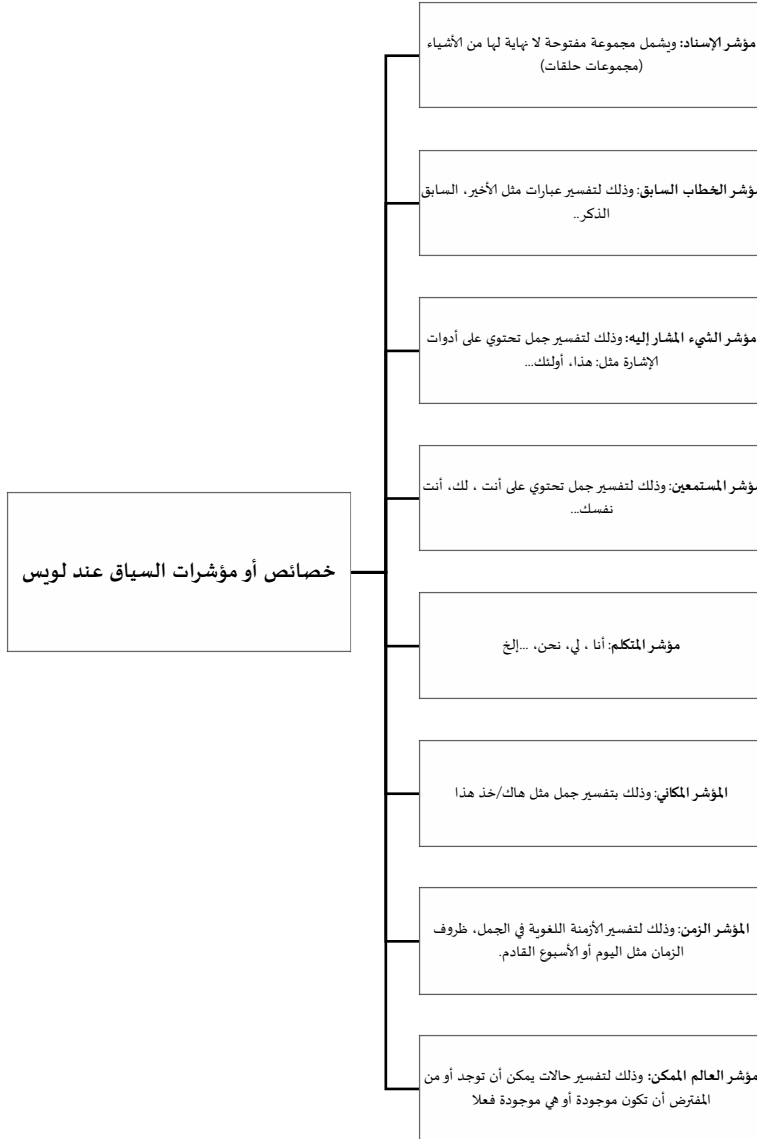 مؤشر الإسناد: ويشمل مجموعة مفتوحة لا نهاية لها من الأشياء
(مجموعات حلقات)
مؤشر الخطاب السابق: وذلك لتفسير عبارات مثل الأخير، السابق
الذكر..
مؤشر الشيء المشار إليه: وذلك لتفسير جمل تحتوي على أدوات
الإشارة مثل: هذا، أولئك...
مؤشر المستمعين: وذلك لتفسير جمل تحتوي على أنت ، لك، أنت
نفسك...
خصائص أو مؤشرات السياق عند لويس
مؤشر المتكلم: أنا ، لي، نحن، ...إلخ
المؤشر المكاني: وذلك بتفسير جمل مثل هاك/خذ هذا
المؤشر الزمن: وذلك لتفسير الأزمنة اللغوية في الجمل، ظروف
الزمان مثل اليوم أو الأسبوع القادم.
مؤشر العالم الممكن: وذلك لتفسير حالات يمكن أن توجد أو من
المفترض أن تكون موجودة أو هي موجودة فعلا